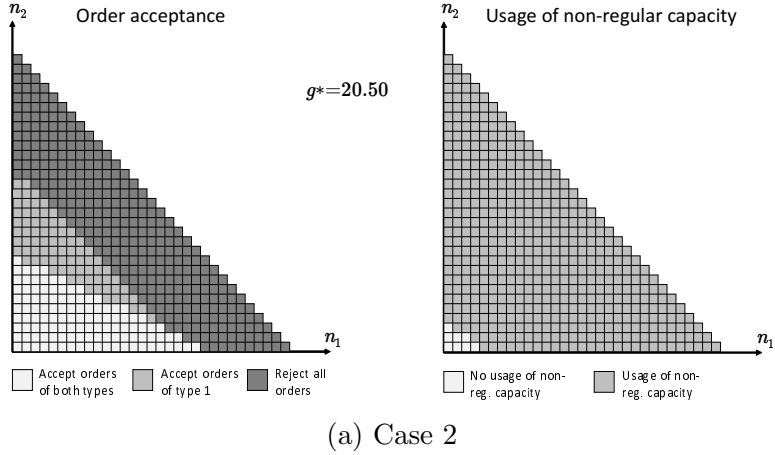 n₂
Order acceptance
g*=20.50
n₁
Accept orders
of both types
Accept orders
of type 1
Reject all
orders
n₂
Usage of non-regular capacity
n₁
No usage of non-
reg. capacity
Usage of non-
reg. capacity
(a) Case 2